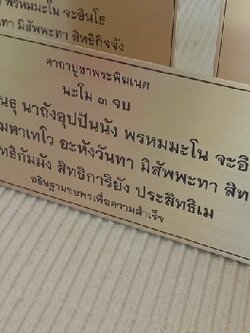 พรหมมะโน จะอินโธ
มิสัพพะทา สิทธิกิจจัง
คาถาบูชาพระพิฆเนศ
นะโม ๓ จบ
นาถังอุปปันนัง พรหมมะโน จะอิ
มหาเทโว อะหังวันทา มิสัพพะทา สิท
ทธิกัมมัง สิทธิการิยัง ประสิทธิเม
อธิษฐานขอพรเพื่อความสำเร็จ